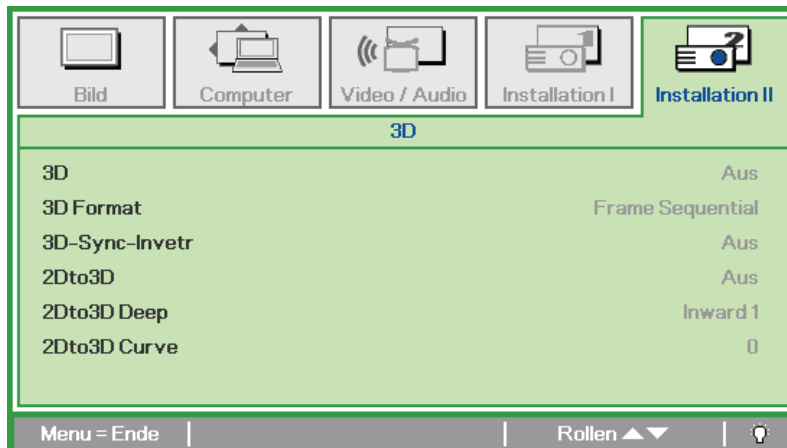 Bild Computer Video / Audio Installation I Installation II
3D
3D Aus
3D Format Frame Sequential
3D-Sync-Invetr Aus
2Dto3D Aus
2Dto3D Deep Inward 1
2Dto3D Curve 0
Menu = Ende Rollen ▲▼